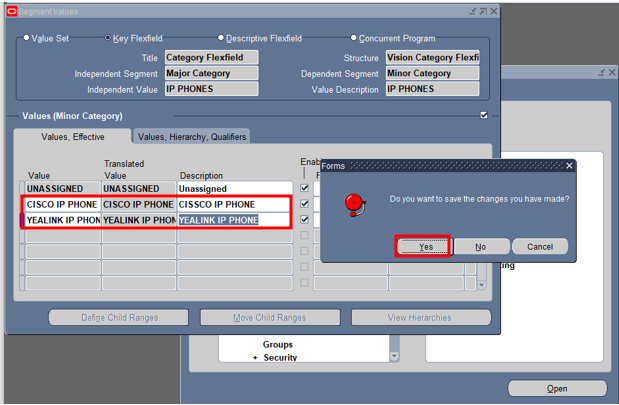 Segment Values
Value Set
Key Flexfield
Descriptive Flexfield
Concurrent Program
Title Category Flexfield
Structure Vision Category Flexfi
Independent Segment Major Category
Dependent Segment Minor Category
Independent Value IP PHONES
Value Description IP PHONES
Values (Minor Category)
Values, Effective
Values, Hierarchy, Qualifiers
Value
Translated
Value
Description
Enab
UNASSIGNED UNASSIGNED Unassigned
CISCO IP PHONE CISCO IP PHONE CISSCO IP PHONE
YEALINK IP PHON YEALINK IP PHON YEALINK IP PHONE
Define Child Ranges
Move Child Ranges
View Hierarchies
Forms
Do you want to save the changes you have made?
Yes
No
Cancel
Groups
+ Security
Open